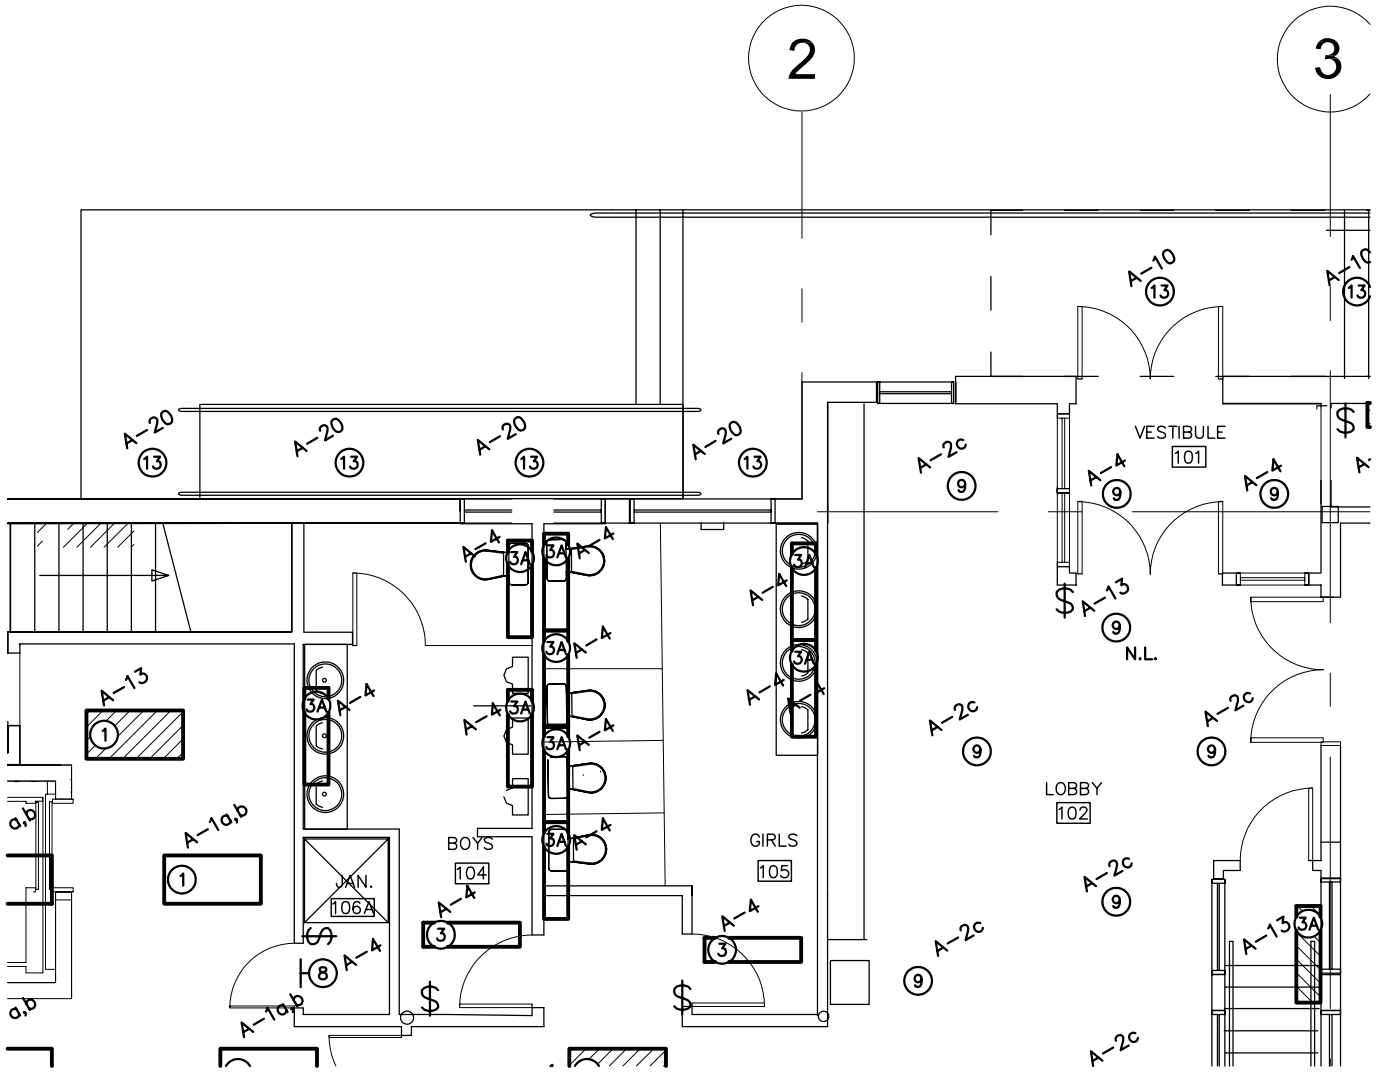 2
3
A-10
13
A-10
13
A-20
13
A-20
13
A-20
13
A-20
13
A-2c
9
VESTIBULE
101
A-4
9
A-4
9
$
A-
A-4
3A
3A
A-4
3A
A-4
$
A-13
9
N.L.
3A
A-4
3A
A-4
A-4
A-13
1
3A
A-4
3A
A-4
3A
A-4
A-2c
9
A-2c
9
LOBBY
102
a,b
A-1a,b
1
BOYS
104
3A
A-4
GIRLS
105
JAN.
106A
A-4
3
A-4
3
A-2c
9
A-2c
9
A-13
3A
$
8
A-4
$
$
a,b
A-1a,b
A-2c